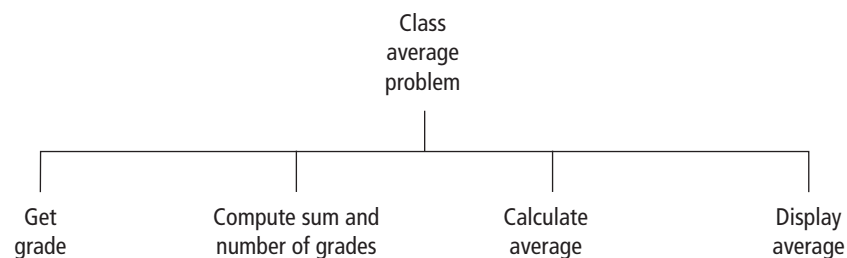 Class
average
problem
Get
grade
Compute sum and
number of grades
Calculate
average
Display
average